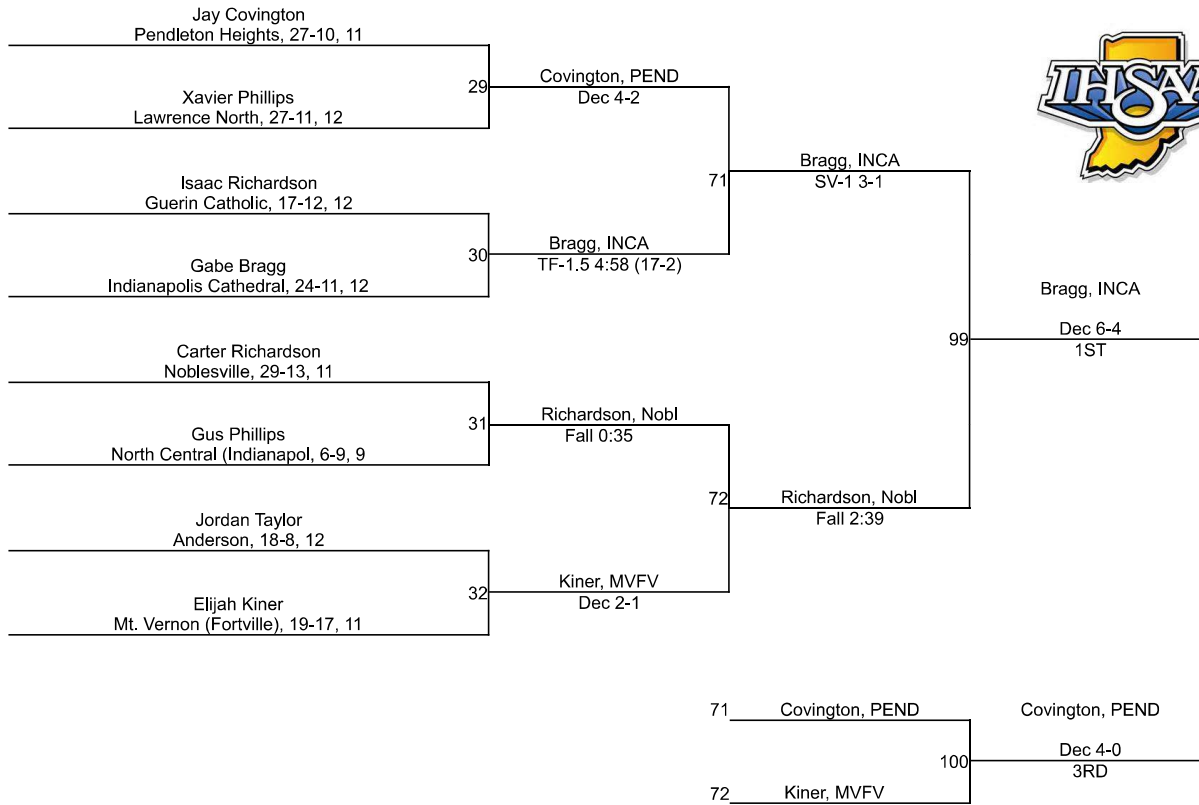 Jay Covington
Pendleton Heights, 27-10, 11
29
Xavier Phillips
Lawrence North, 27-11, 12
Covington, PEND
Dec 4-2
Isaac Richardson
Guerin Catholic, 17-12, 12
30
Gabe Bragg
Indianapolis Cathedral, 24-11, 12
Bragg, INCA
TF-1.5 4:58 (17-2)
71
Bragg, INCA
SV-1 3-1
IHSAA
Carter Richardson
Noblesville, 29-13, 11
31
Gus Phillips
North Central (Indianapol, 6-9, 9
Richardson, Nobl
Fall 0:35
Jordan Taylor
Anderson, 18-8, 12
32
Elijah Kiner
Mt. Vernon (Fortville), 19-17, 11
Kiner, MVFV
Dec 2-1
72
Richardson, Nobl
Fall 2:39
99
Bragg, INCA
Dec 6-4
1ST
71
Covington, PEND
72
Kiner, MVFV
100
Covington, PEND
Dec 4-0
3RD